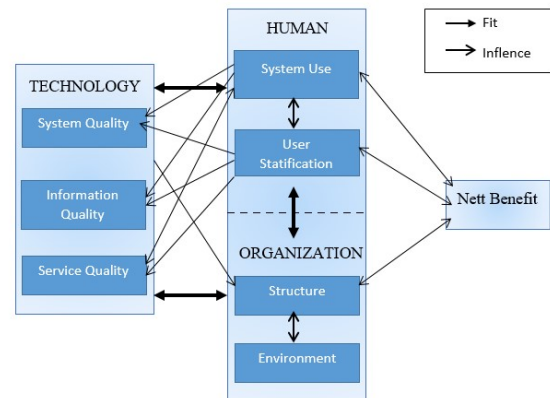 HUMAN
Fit
Inflence
TECHNOLOGY
System Use
System Quality
User
Statification
Information
Quality
Nett Benefit
ORGANIZATION
Service Quality
Structure
Environment